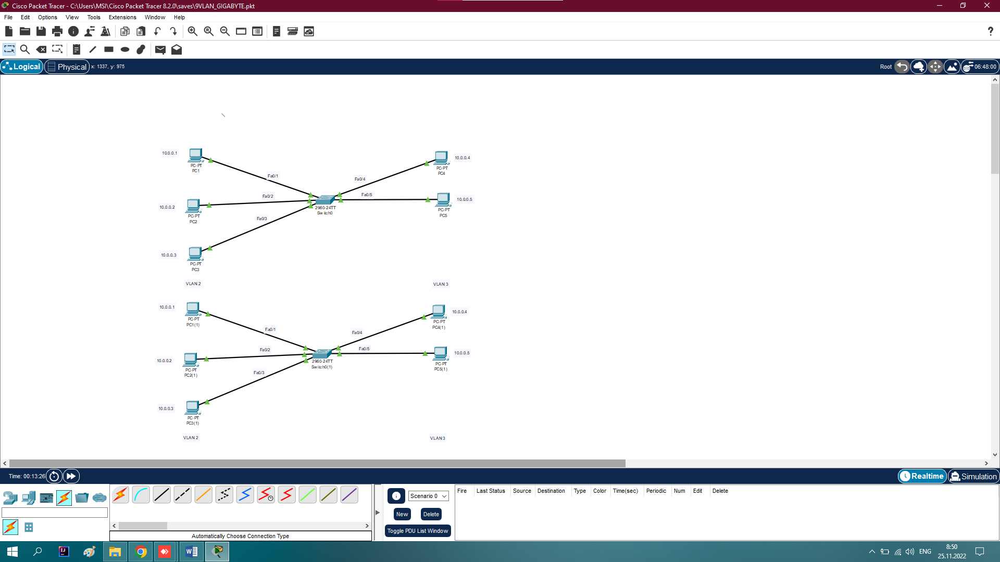 Cisco Packet Tracer - C:\Users\MSI\Cisco Packet Tracer 8.2.0\saves\9VLAN_GIGABYTE.pkt
File Edit Options View Tools Extensions Window Help
Logical Physical x: 1337, y: 975 Root 06:48:00
10.0.0.1
PC-PT
PC1
Fa0/1
10.0.0.2
PC-PT
PC2
Fa0/2
10.0.0.3
PC-PT
PC3
Fa0/3
2960-24TT
Switch0
Fa0/4
PC-PT
PC4
10.0.0.4
Fa0/5
PC-PT
PC5
10.0.0.5
VLAN 2
VLAN 3
10.0.0.1
PC-PT
PC1(1)
Fa0/1
10.0.0.2
PC-PT
PC2(1)
Fa0/2
10.0.0.3
PC-PT
PC3(1)
Fa0/3
2960-24TT
Switch0(1)
Fa0/4
PC-PT
PC4(1)
10.0.0.4
Fa0/5
PC-PT
PC5(1)
10.0.0.5
VLAN 2
VLAN3
Time: 00:13:26 Realtime Simulation
Automatically Choose Connection Type
Scenario 0
New Delete
Toggle PDU List Window
Fire Last Status Source Destination Type Color Time(sec) Periodic Num Edit Delete
ENG
8:50
25.11.2022